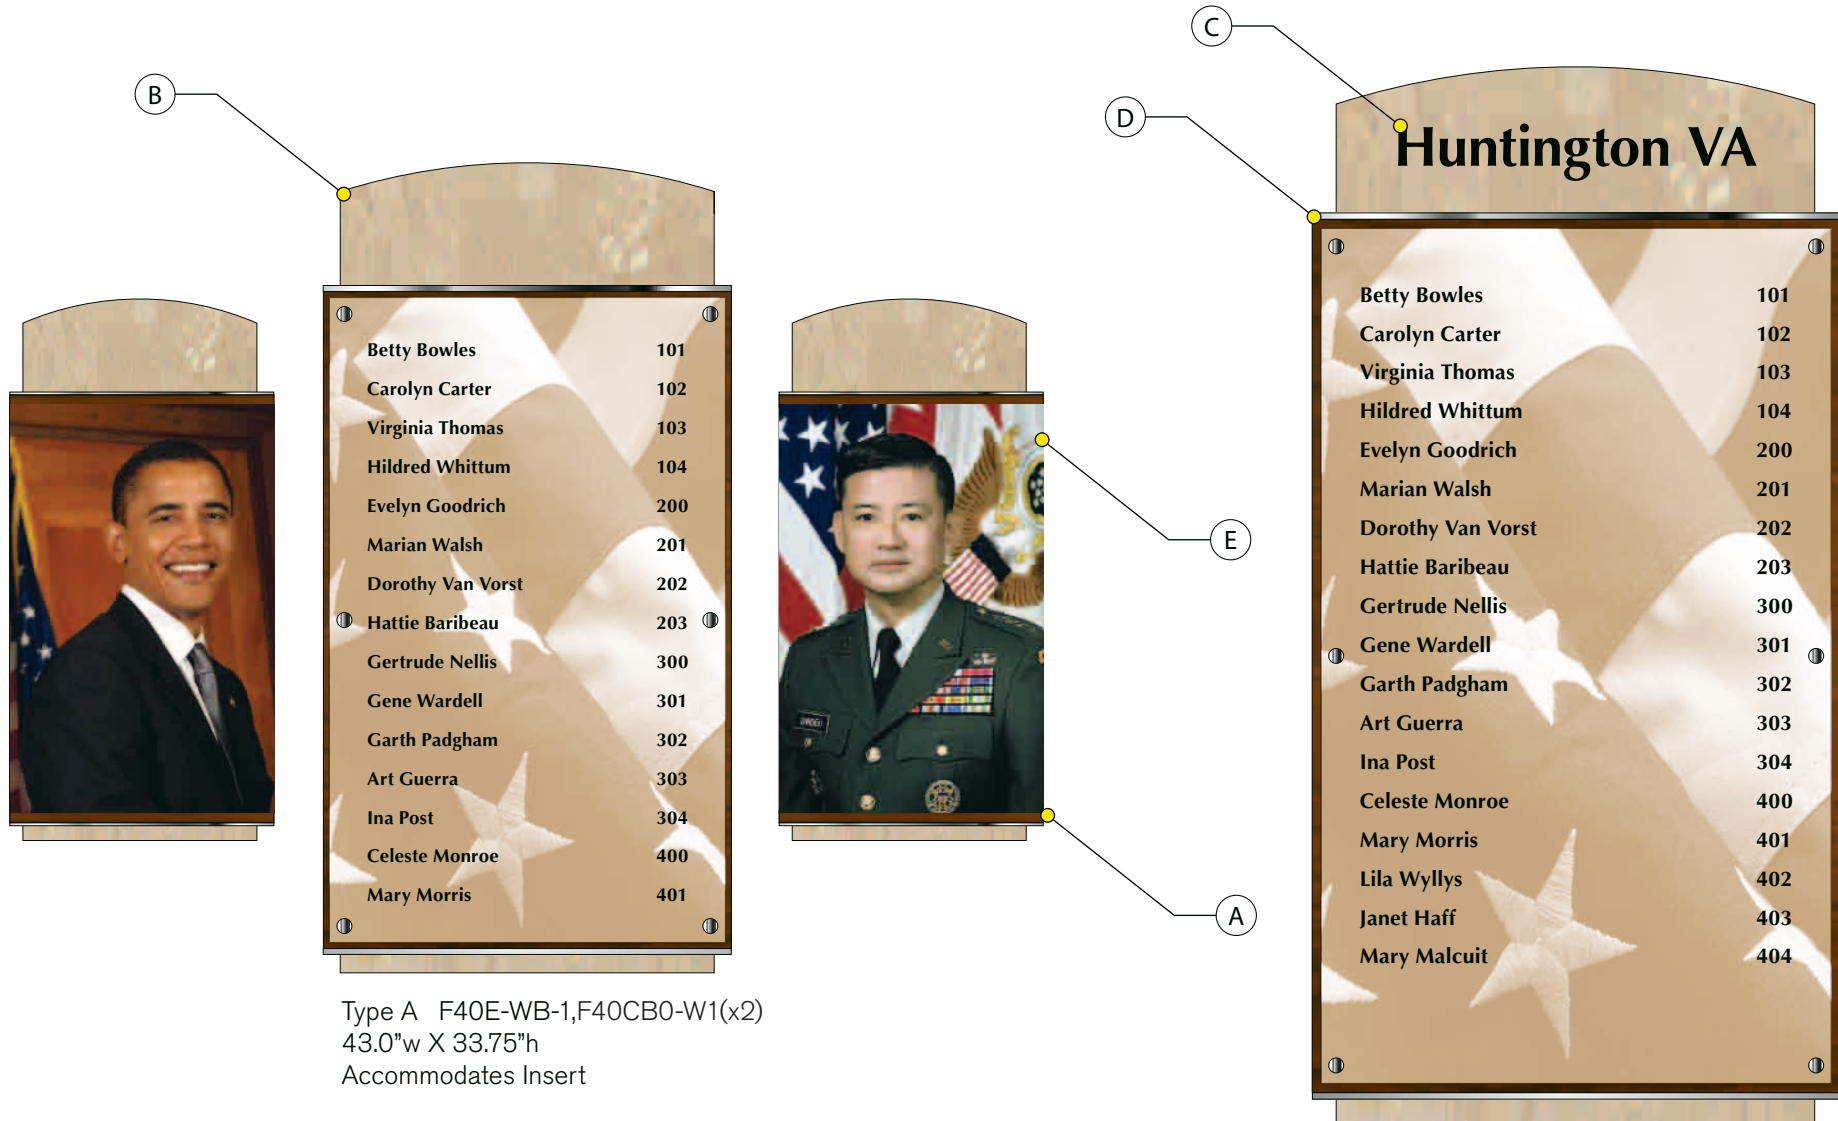 C
B
D
Huntington VA
Betty Bowles 101
Carolyn Carter 102
Virginia Thomas 103
Hildred Whittum 104
Evelyn Goodrich 200
Marian Walsh 201
Dorothy Van Vorst 202
Hattie Baribeau 203
Gertrude Nellis 300
Gene Wardell 301
Garth Padgham 302
Art Guerra 303
Ina Post 304
Celeste Monroe 400
Mary Morris 401
E
A
Betty Bowles 101
Carolyn Carter 102
Virginia Thomas 103
Hildred Whittum 104
Evelyn Goodrich 200
Marian Walsh 201
Dorothy Van Vorst 202
Hattie Baribeau 203
Gertrude Nellis 300
Gene Wardell 301
Garth Padgham 302
Art Guerra 303
Ina Post 304
Celeste Monroe 400
Mary Morris 401
Lila Wyllys 402
Janet Haff 403
Mary Malcuit 404
Type A F40E-WB-1,F40CB0-W1(x2)
43.0"w X 33.75"h
Accommodates Insert